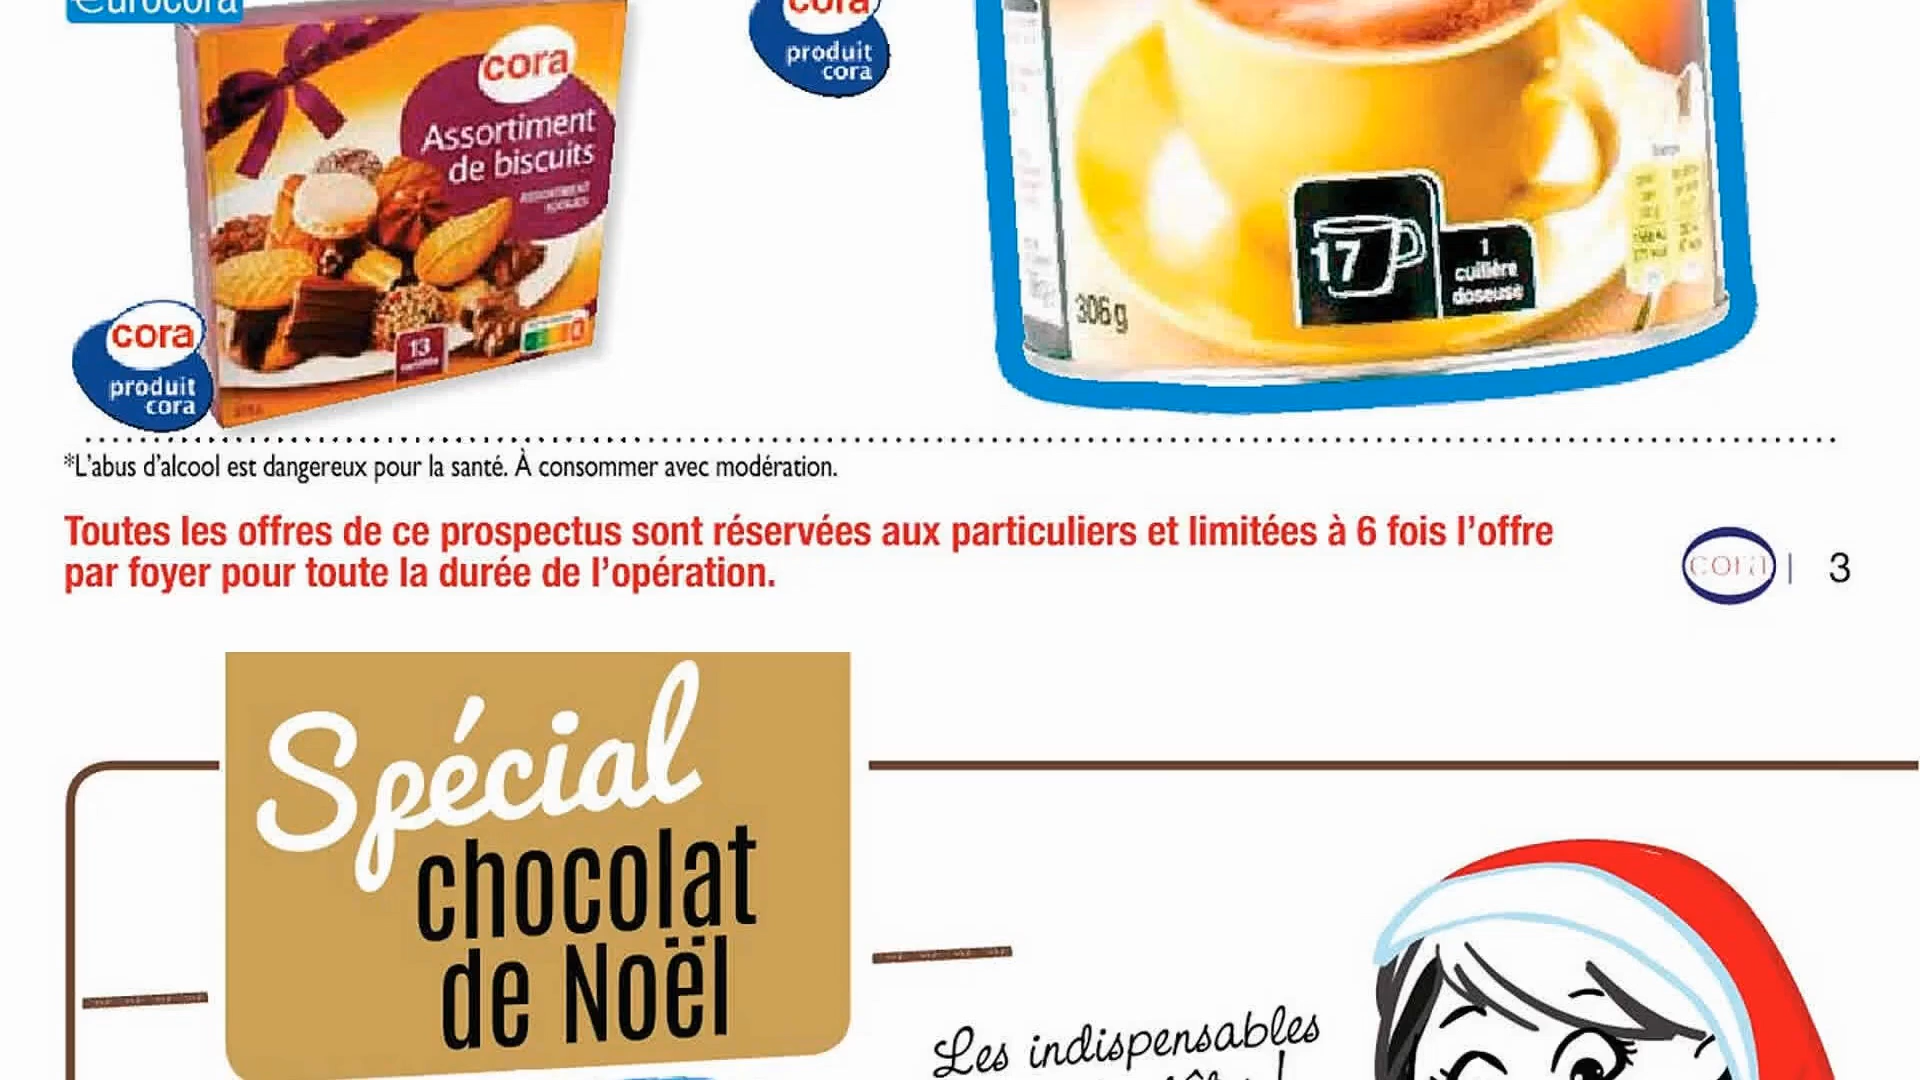 eurocora
cora
Assortiment
de biscuits
ASSORTIMENT
13
cora
produit
cora
cora
produit
cora
17
1
cuillère
doseuse
306 g
*L'abus d'alcool est dangereux pour la santé. À consommer avec modération.
Toutes les offres de ce prospectus sont réservées aux particuliers et limitées à 6 fois l'offre
par foyer pour toute la durée de l'opération.
cora | 3
Spécial
chocolat
de Noël
Les indispensables